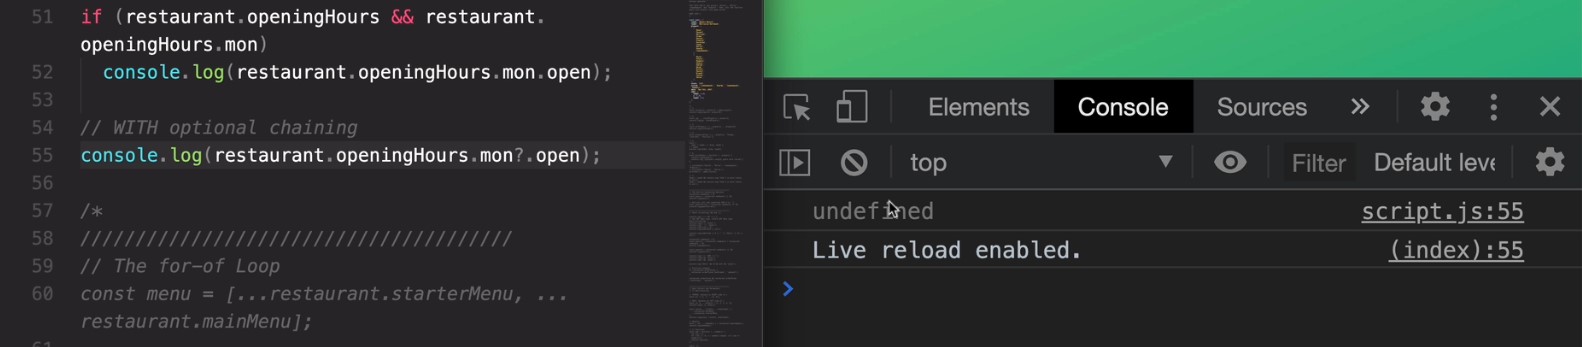 51 if (restaurant.openingHours && restaurant.
openingHours.mon)
52 console.log(restaurant.openingHours.mon.open);
53
54 // WITH optional chaining
55 console.log(restaurant.openingHours.mon?.open);
56
57 /*
58 ///////////////////////////////////////
59 // The for-of Loop
60 const menu = [...restaurant.starterMenu, ...
restaurant.mainMenu];
61
Elements Console Sources »
top ▼ Filter Default leve
undefined script.js:55
Live reload enabled. (index):55
>